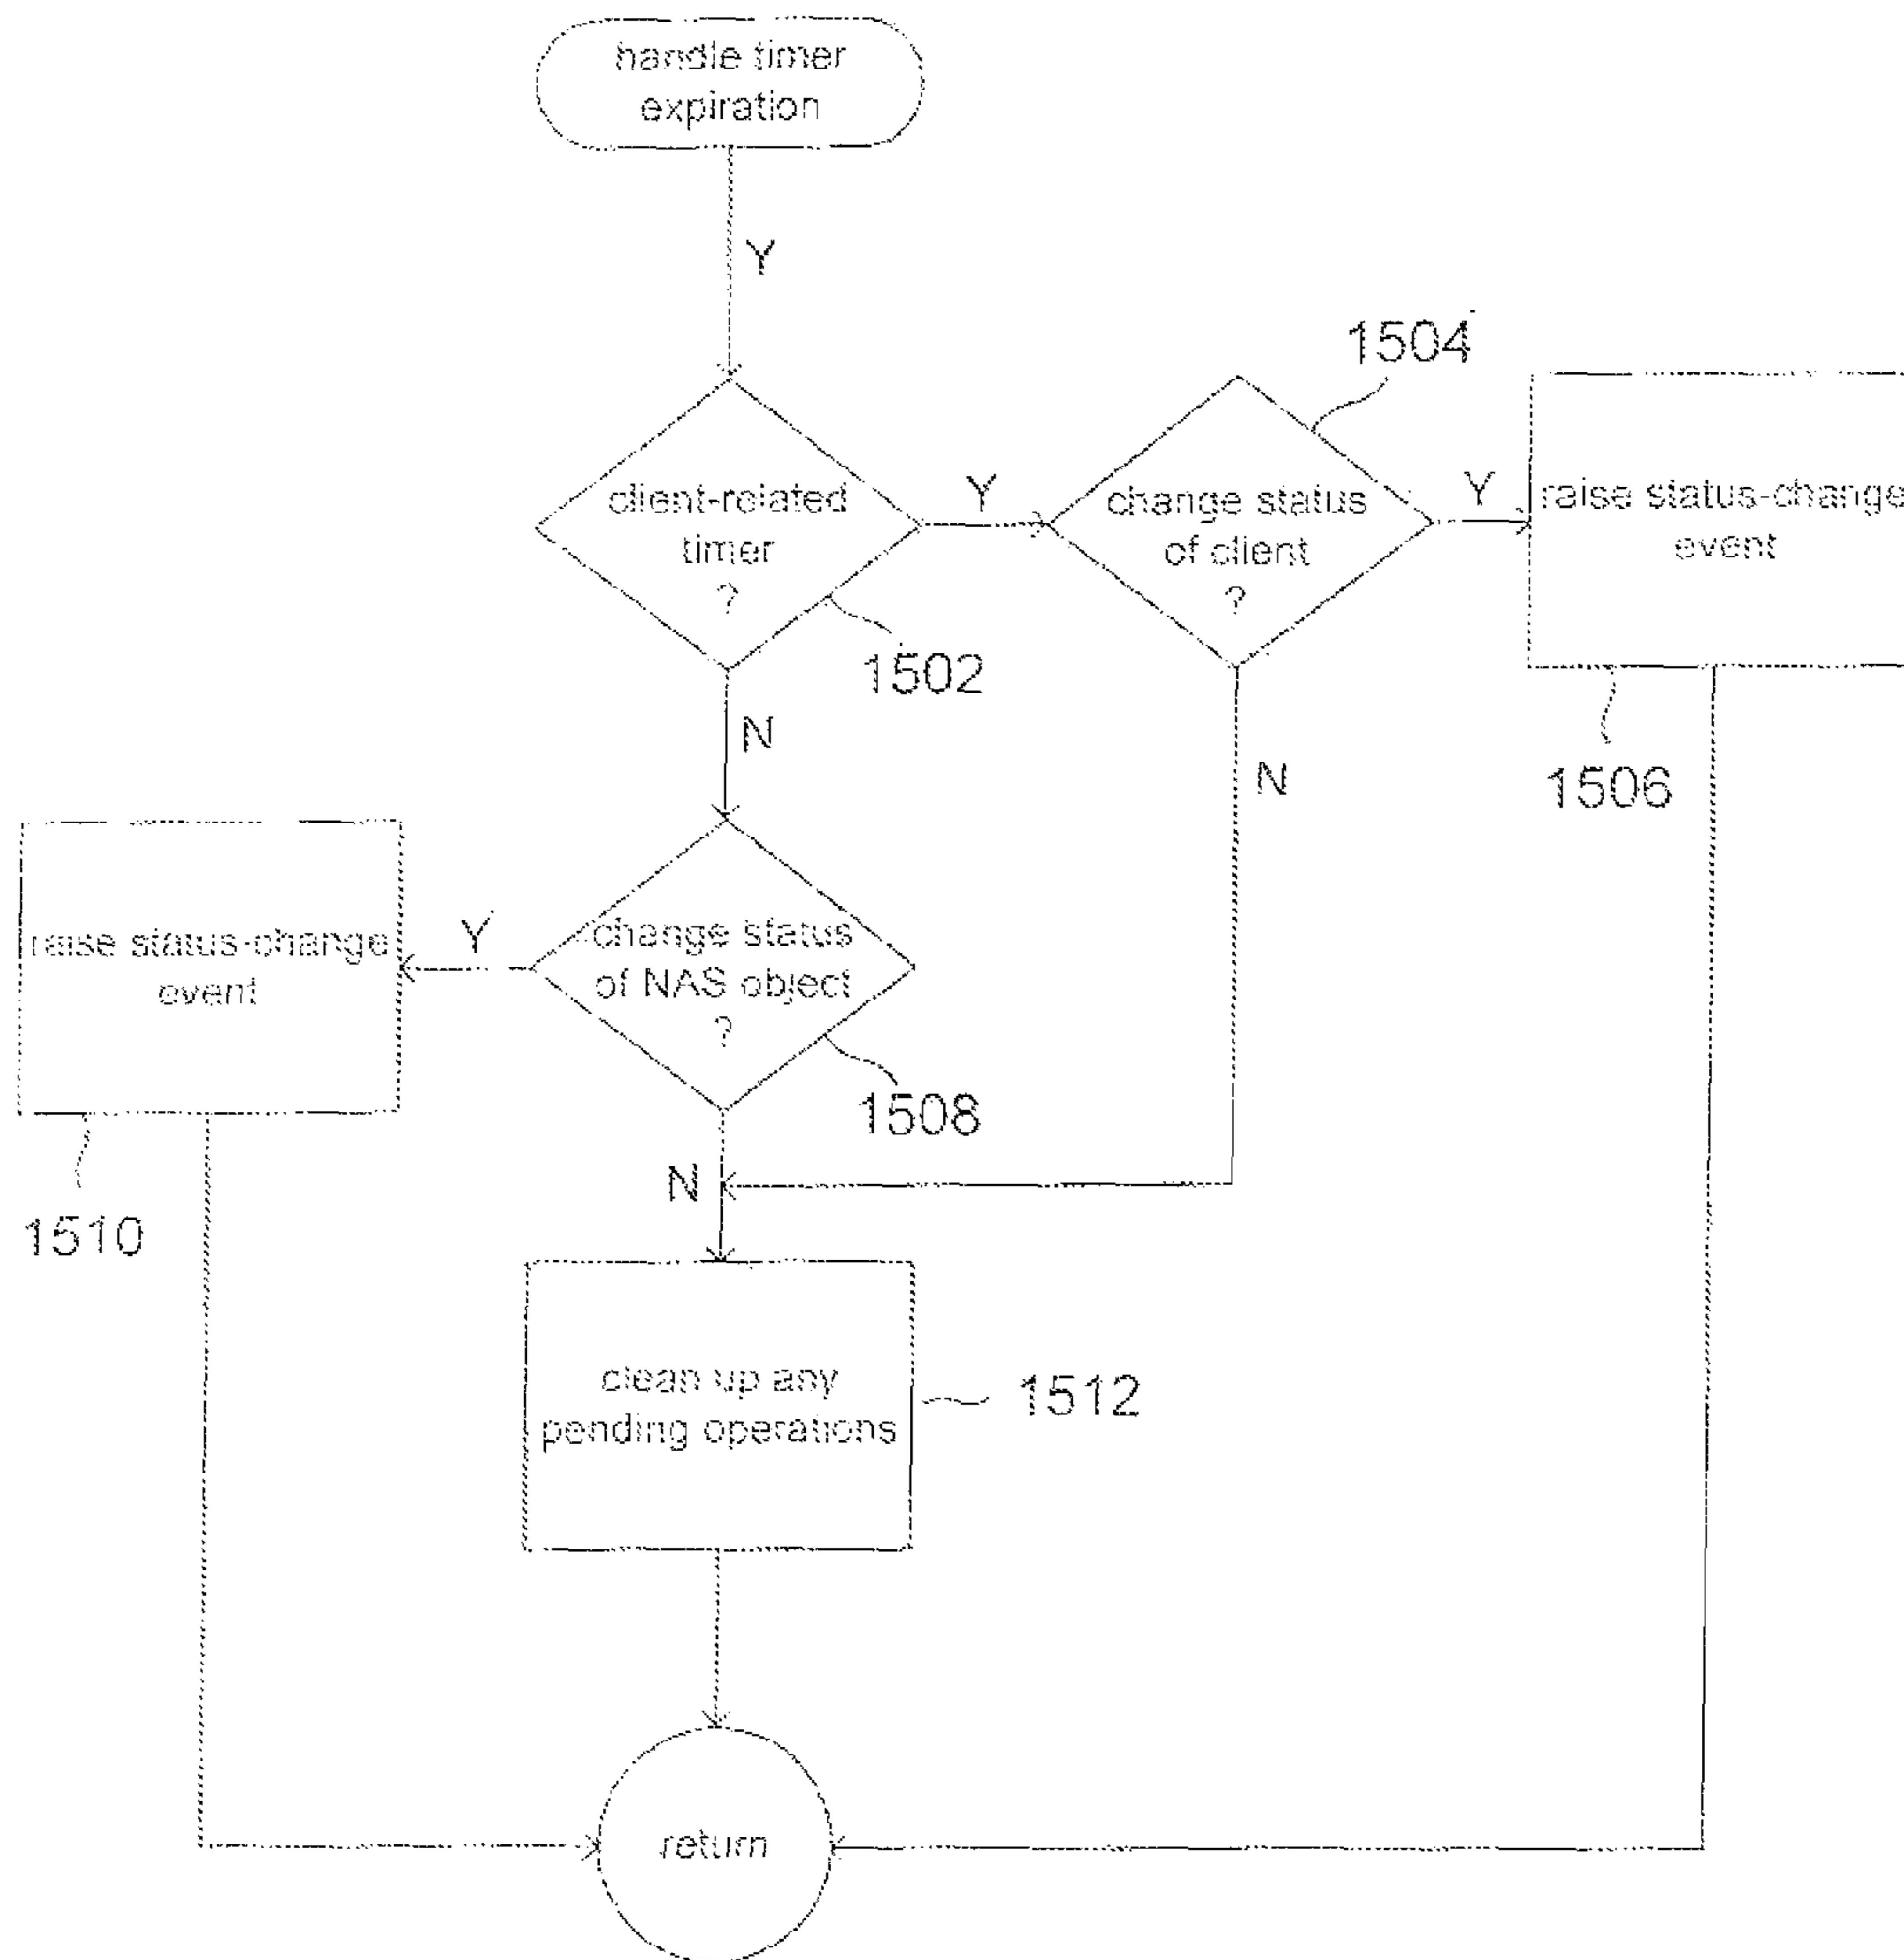 handle timer
expiration
Y
1504
client-related
timer
?
Y
change status
of client
?
Y
raise status-change
event
1502
N
N
1506
raise status-change
event
Y
change status
of NAS object
?
1508
N
1510
clean up any
pending operations
1512
return